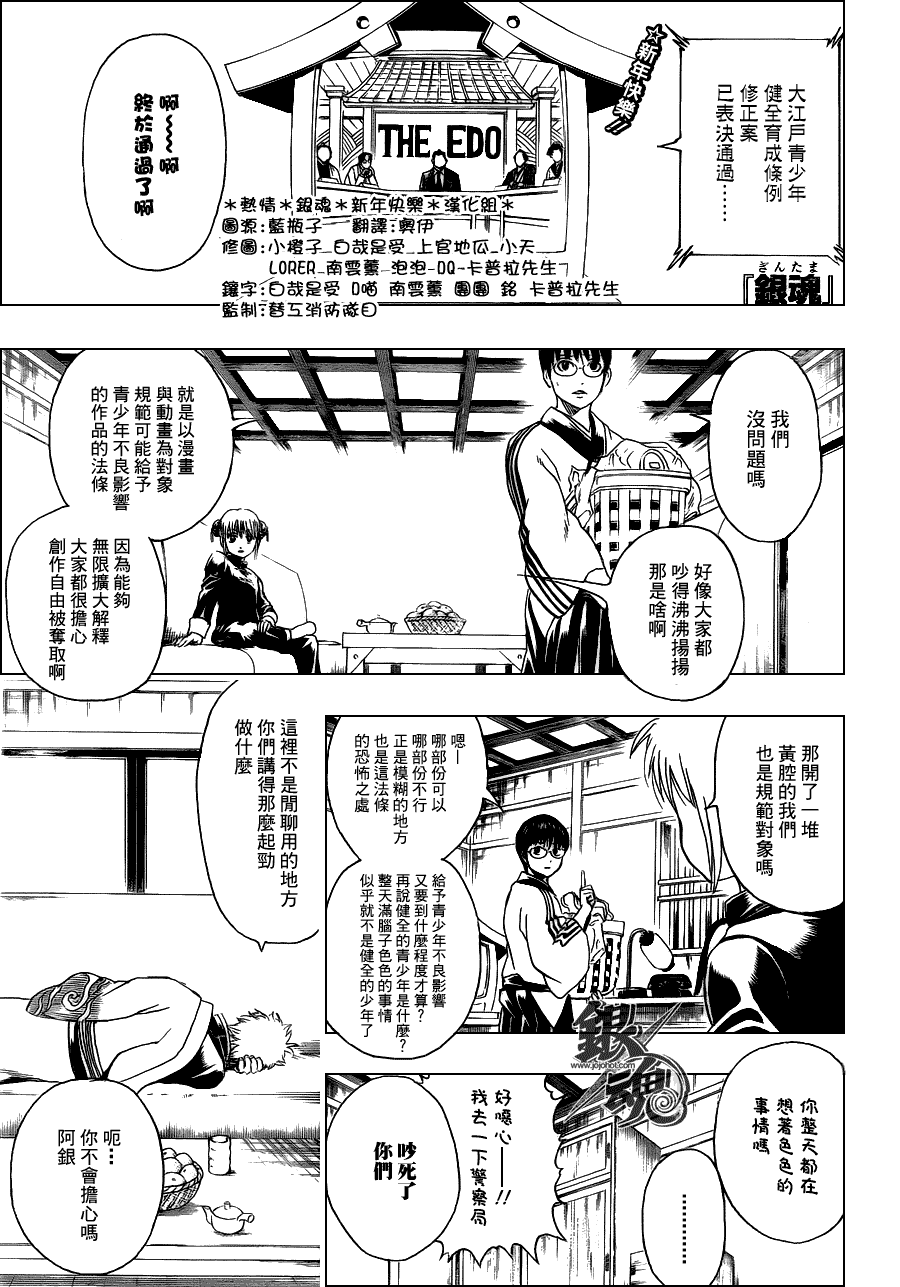 大江戶青少年
健全育成條例
修正案
已表決通過……
☆新年快樂!!
THE EDO
啊~~~啊
終於通過了啊
ぎんたま
『銀魂』
＊熱情＊銀魂＊新年快樂＊漢化組＊
圖源:藍瓶子 翻譯:奧伊
修圖:小橙子 白哉是受 上官地瓜 小天
LORER 南雲薰 泡泡 DQ 卡普拉先生
鑲字:白哉是受 D喵 南雲薰 團團 銘 卡普拉先生
監制:替互消防隊日
我們
沒問題嗎
好像大家都
吵得沸沸揚揚
那是啥啊
就是以漫畫
與動畫為對象
規範可能給予
青少年不良影響
的作品的法條
因為能夠
無限擴大解釋
大家都很擔心
創作自由被奪取啊
那開了一堆
黃腔的我們
也是規範對象嗎
嗯—
哪部份可以
哪部份不行
正是模糊的地方
也是這法條
的恐怖之處
給予青少年不良影響
又要到什麼程度才算？
再說健全的青少年是什麼？
整天滿腦子色色的事情
似乎就不是健全的少年了
你整天都在
想著色色的
事情嗎
……
好噁心——!!
我去一下警察局
吵死了
你們
這裡不是閒聊用的地方
你們講得那麼起勁
做什麼
呃……
你不會擔心嗎
阿銀
銀魂
www.jojohot.com